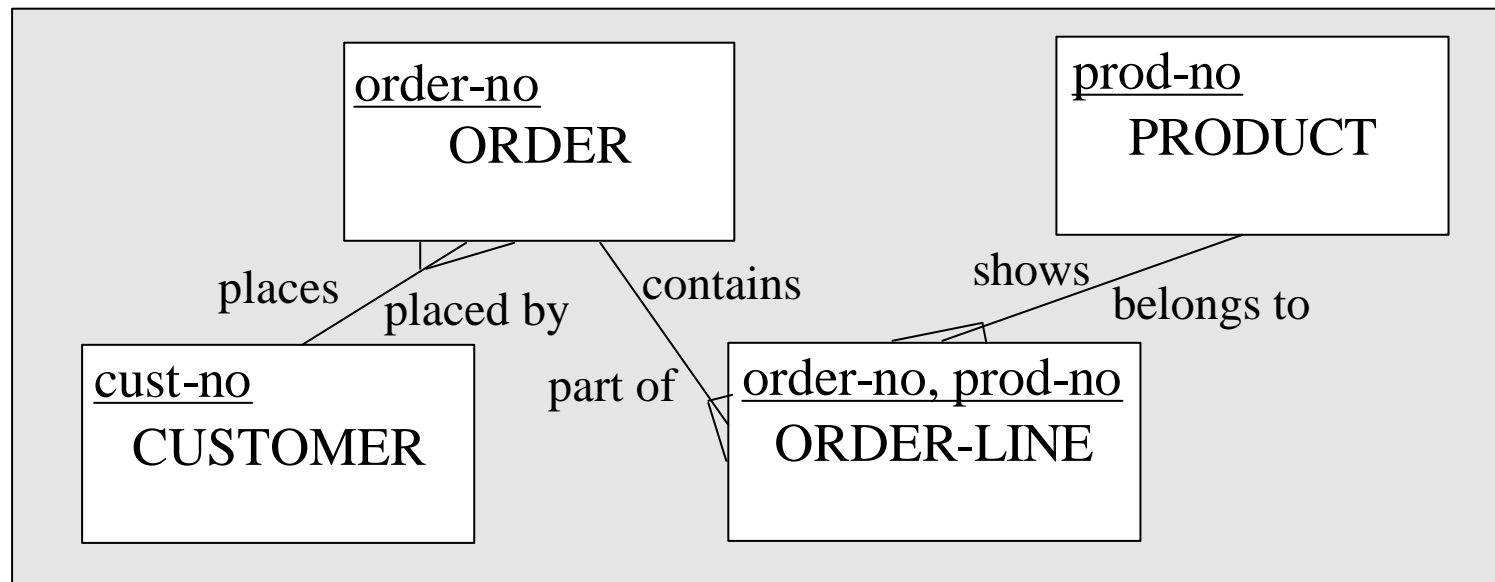 order-no
ORDER
prod-no
PRODUCT
places
placed by
contains
shows
belongs to
part of
cust-no
CUSTOMER
order-no, prod-no
ORDER-LINE